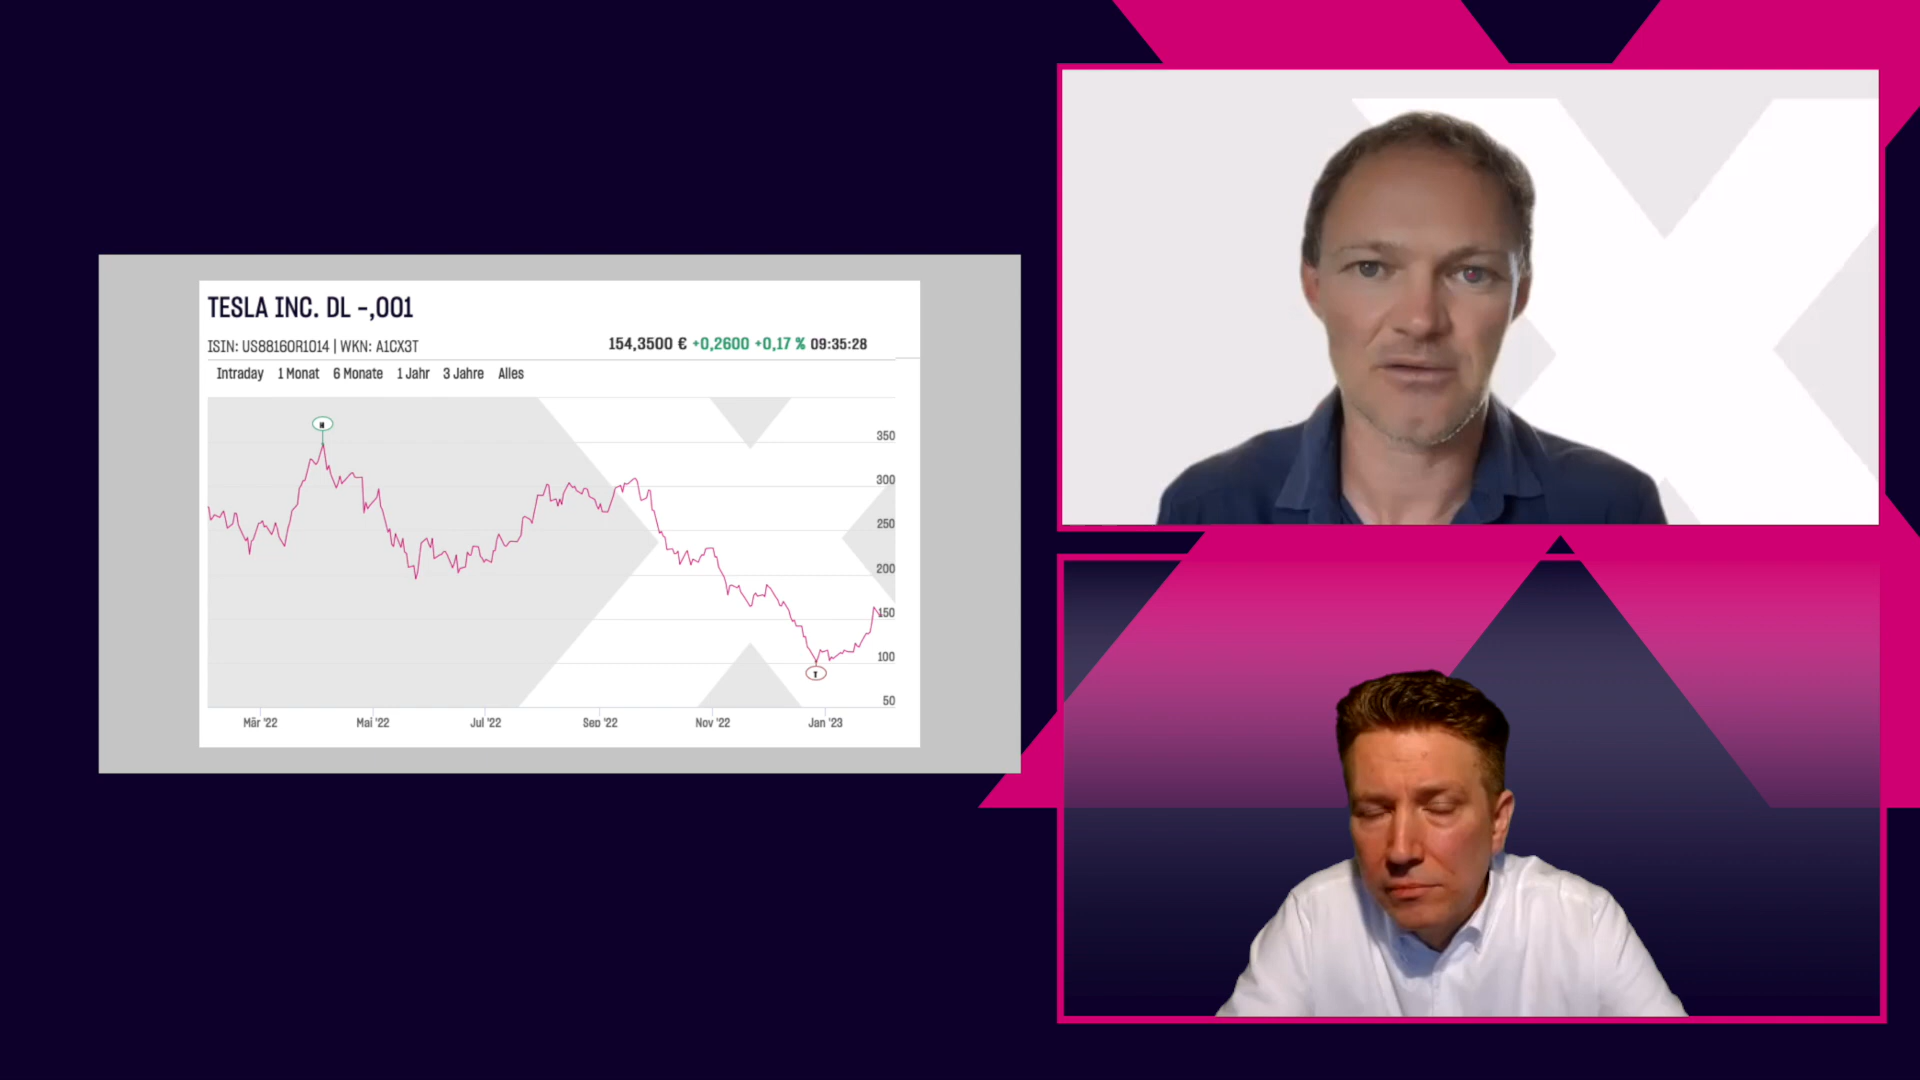 TESLA INC. DL -,001
ISIN: US88160R1014 | WKN: A1CX3T
154,3500 € +0,2600 +0,17 % 09:35:28
Intraday 1 Monat 6 Monate 1 Jahr 3 Jahre Alles
H
350
300
250
200
150
100
T
50
Mär '22 Mai '22 Jul '22 Sep '22 Nov '22 Jan '23